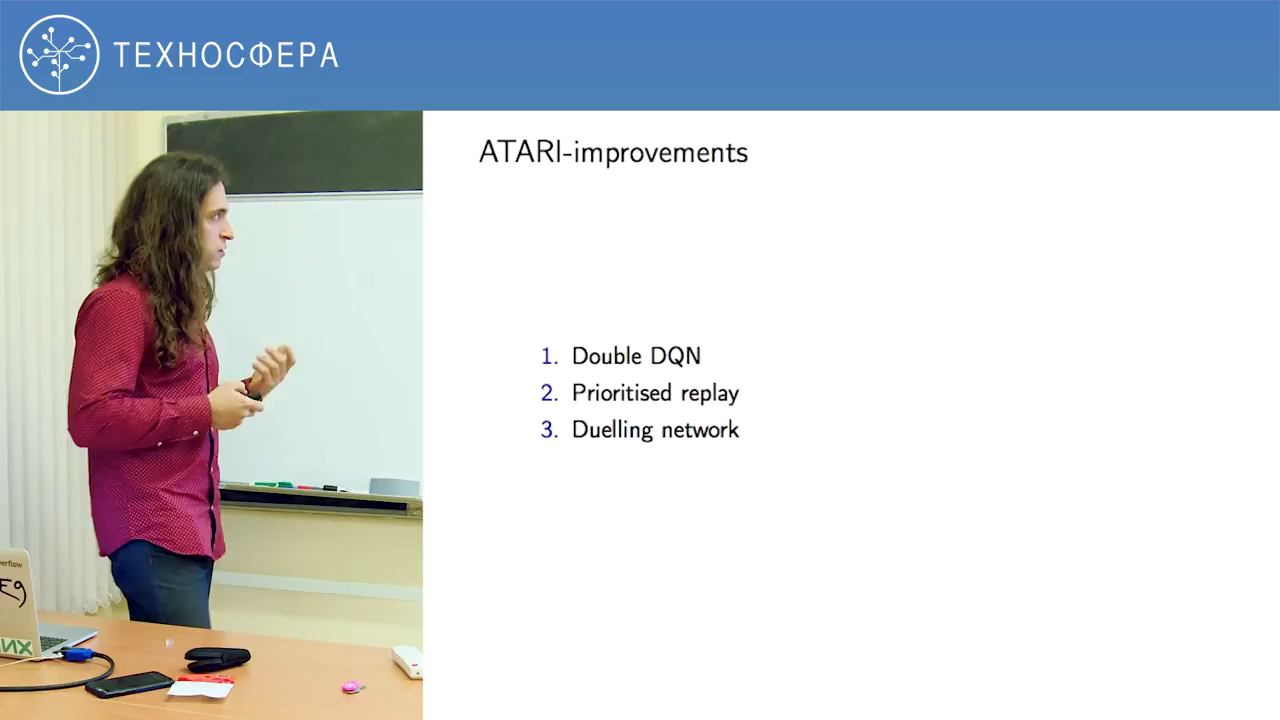 ТЕХНОСФЕРА
ATARI-improvements
1. Double DQN
2. Prioritised replay
3. Duelling network